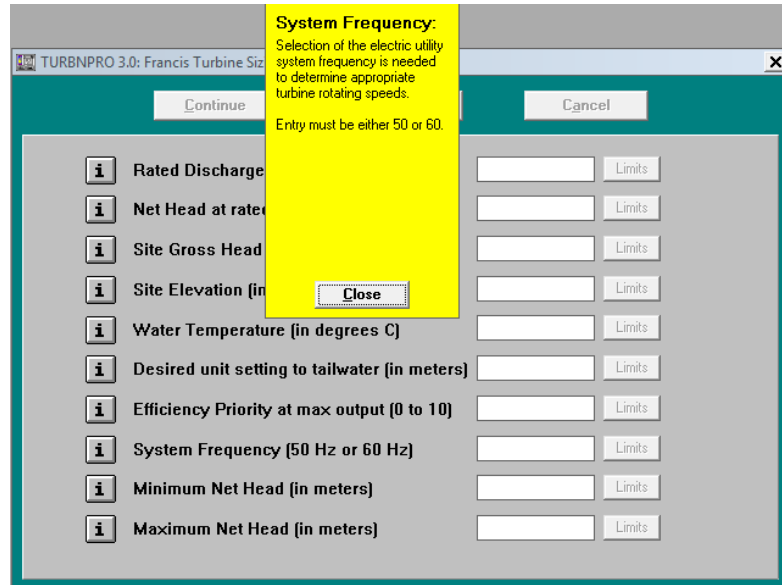 System Frequency:
Selection of the electric utility
system frequency is needed
to determine appropriate
turbine rotating speeds.
Entry must be either 50 or 60.
Close
TURBNPRO 3.0: Francis Turbine Siz
Continue
Cancel
i Rated Discharge Limits
i Net Head at rate Limits
i Site Gross Head Limits
i Site Elevation (in Limits
i Water Temperature (in degrees C) Limits
i Desired unit setting to tailwater (in meters) Limits
i Efficiency Priority at max output (0 to 10) Limits
i System Frequency (50 Hz or 60 Hz) Limits
i Minimum Net Head (in meters) Limits
i Maximum Net Head (in meters) Limits